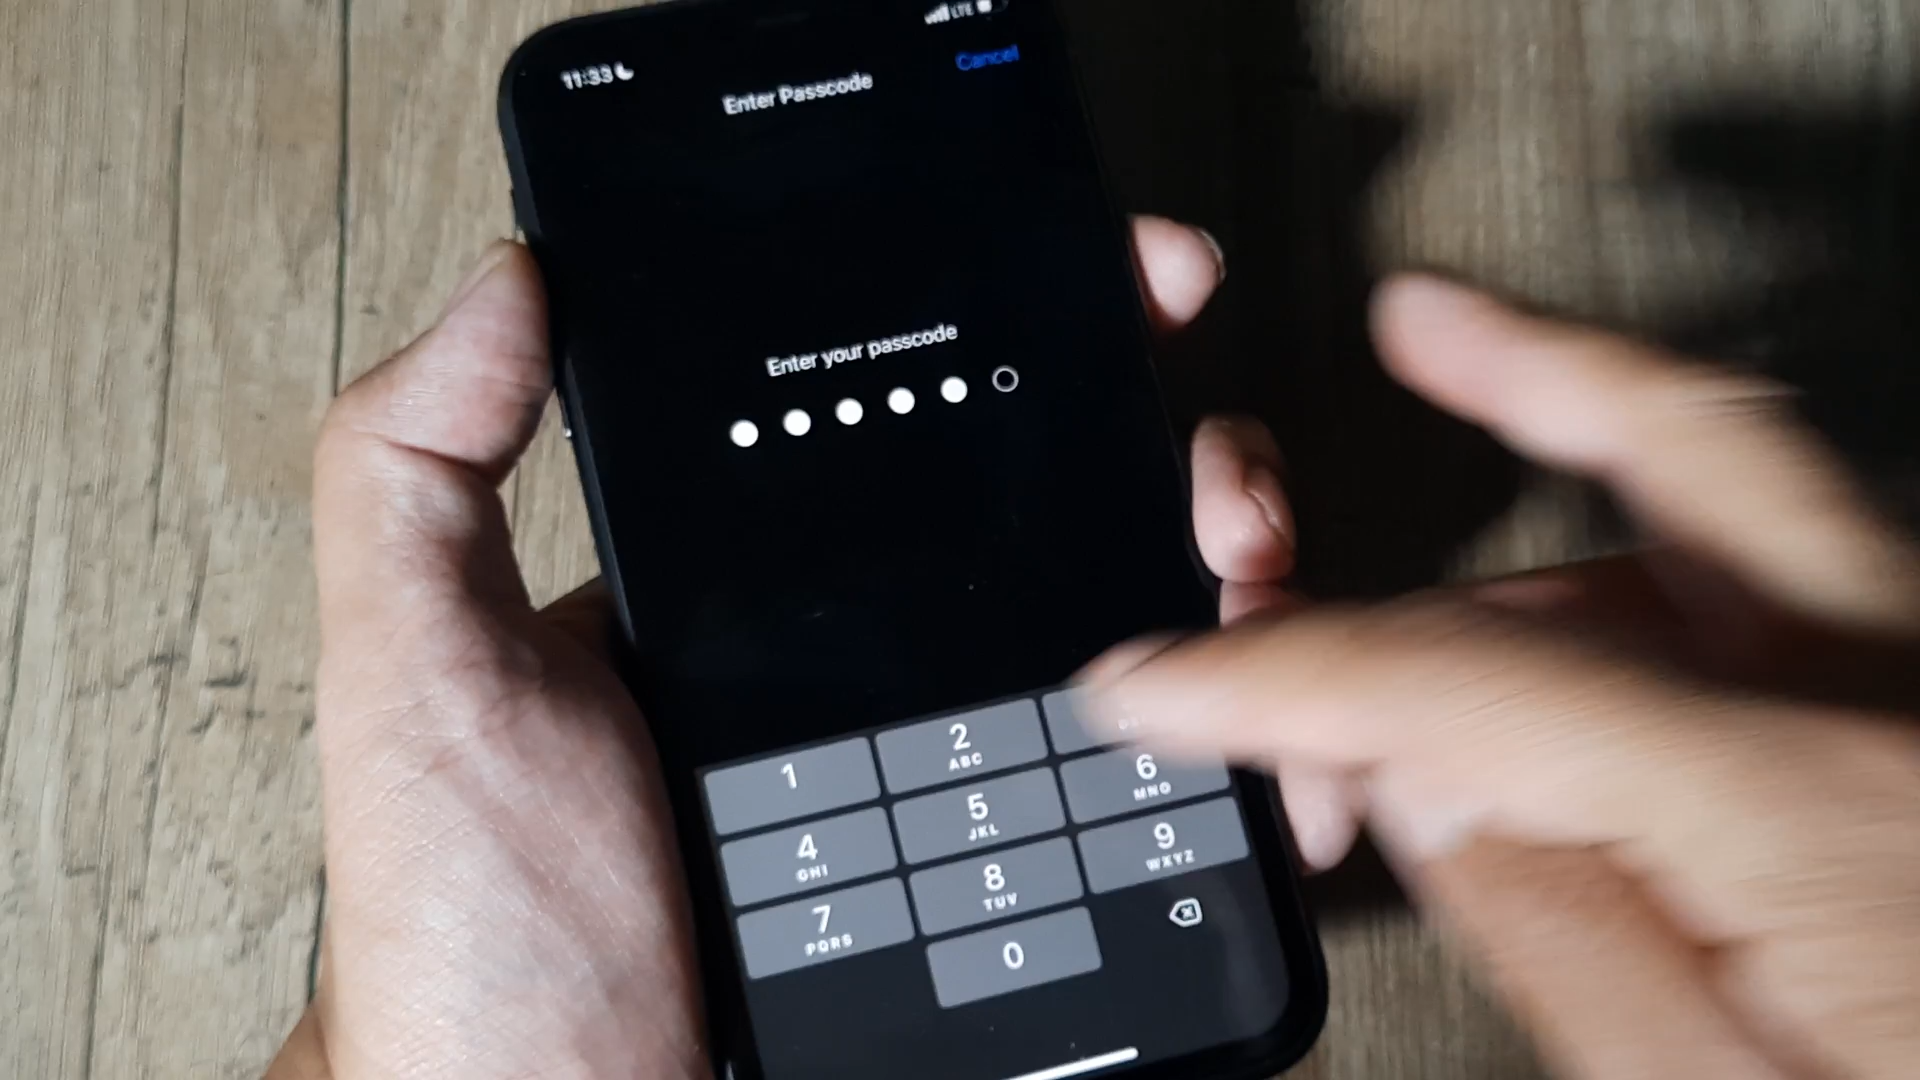 11:33
LTE
Cancel
Enter Passcode
Enter your passcode
1
2
ABC
4
GHI
5
JKL
6
MNO
7
PQRS
8
TUV
9
WXYZ
0